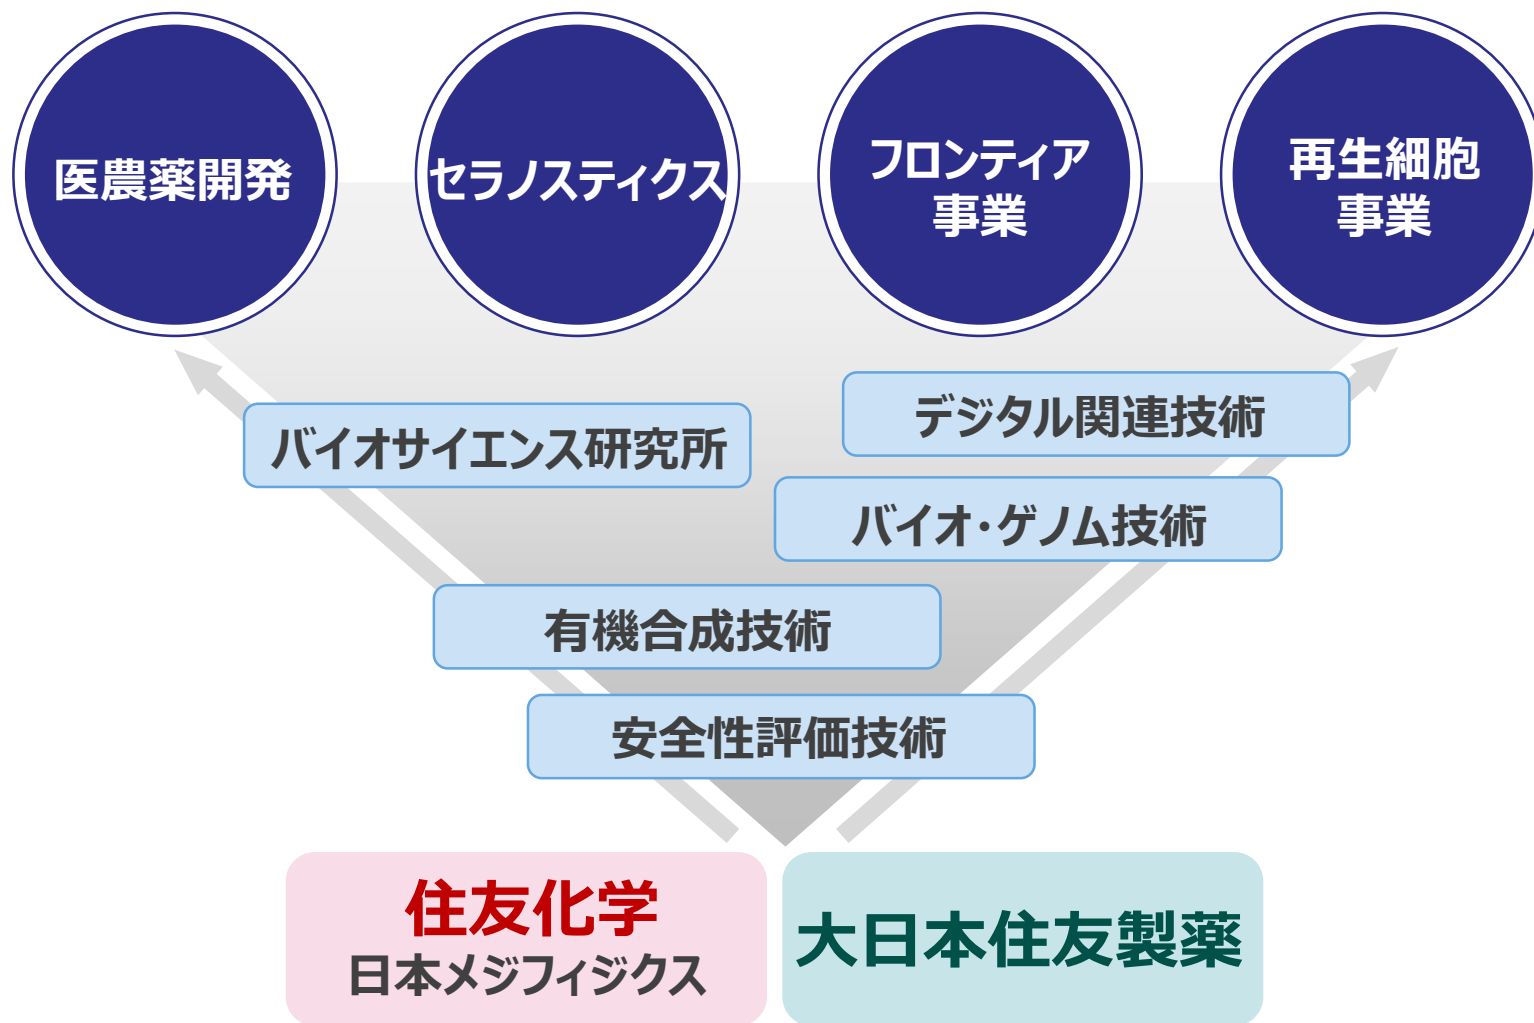 医農薬開発
セラノスティクス
フロンティア
事業
再生細胞
事業
デジタル関連技術
バイオサイエンス研究所
バイオ・ゲノム技術
有機合成技術
安全性評価技術
住友化学
日本メジフィジクス
大日本住友製薬